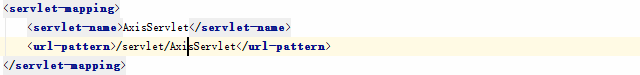 <servlet-mapping>
<servlet-name>AxisServlet</servlet-name>
<url-pattern>/servlet/AxisServlet</url-pattern>
</servlet-mapping>